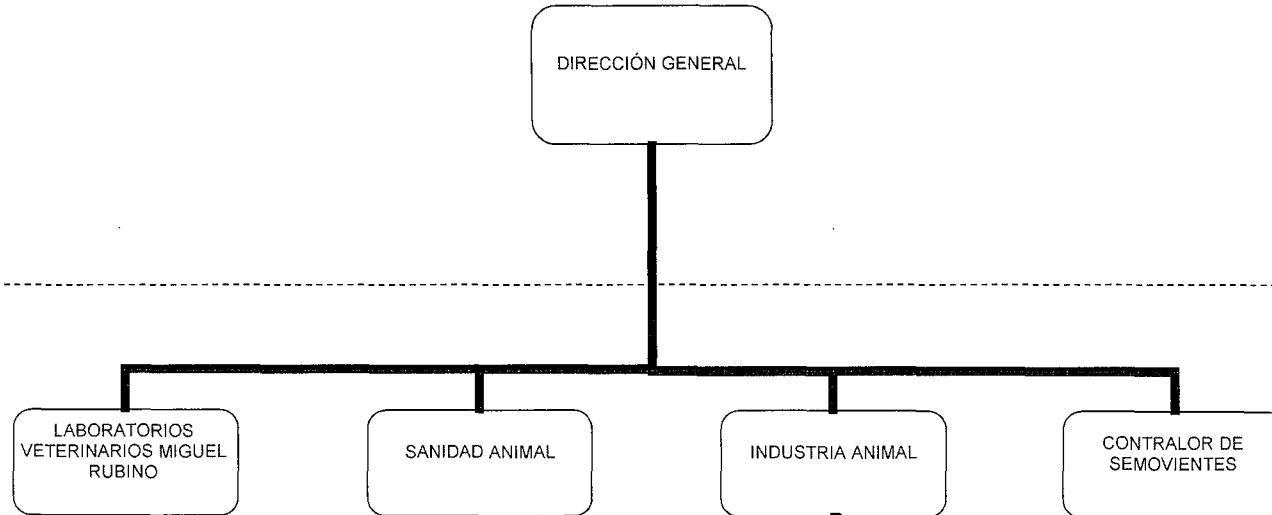 DIRECCIÓN GENERAL
LABORATORIOS
VETERINARIOS MIGUEL
RUBINO
SANIDAD ANIMAL
INDUSTRIA ANIMAL
CONTRALOR DE
SEMOVIENTES